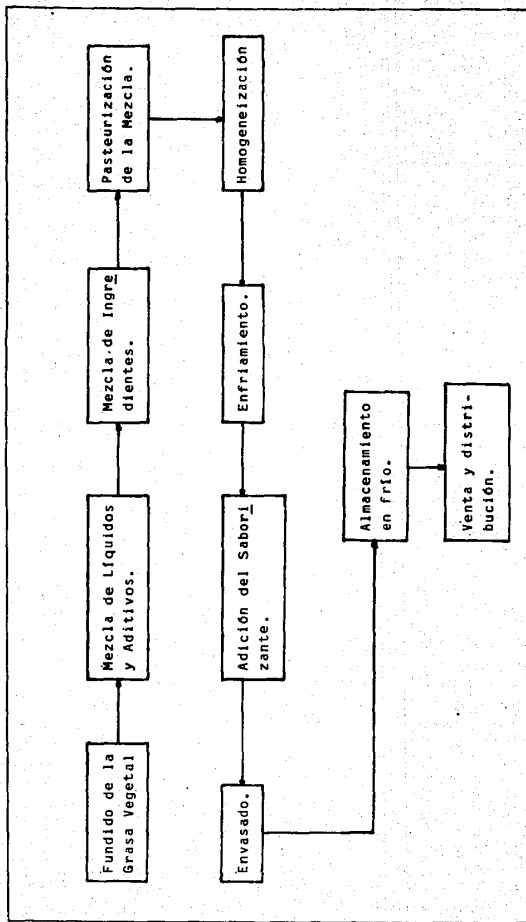 Fundido de la
Grasa Vegetal
Mezcla de Líquidos
y Aditivos.
Mezcla de Ingre
dientes.
Pasteurización
de la Mezcla.
Homogeneización
Enfriamiento.
Adición del Sabori
zante.
Envasado.
Almacenamiento
en frío.
Venta y distri-
bución.